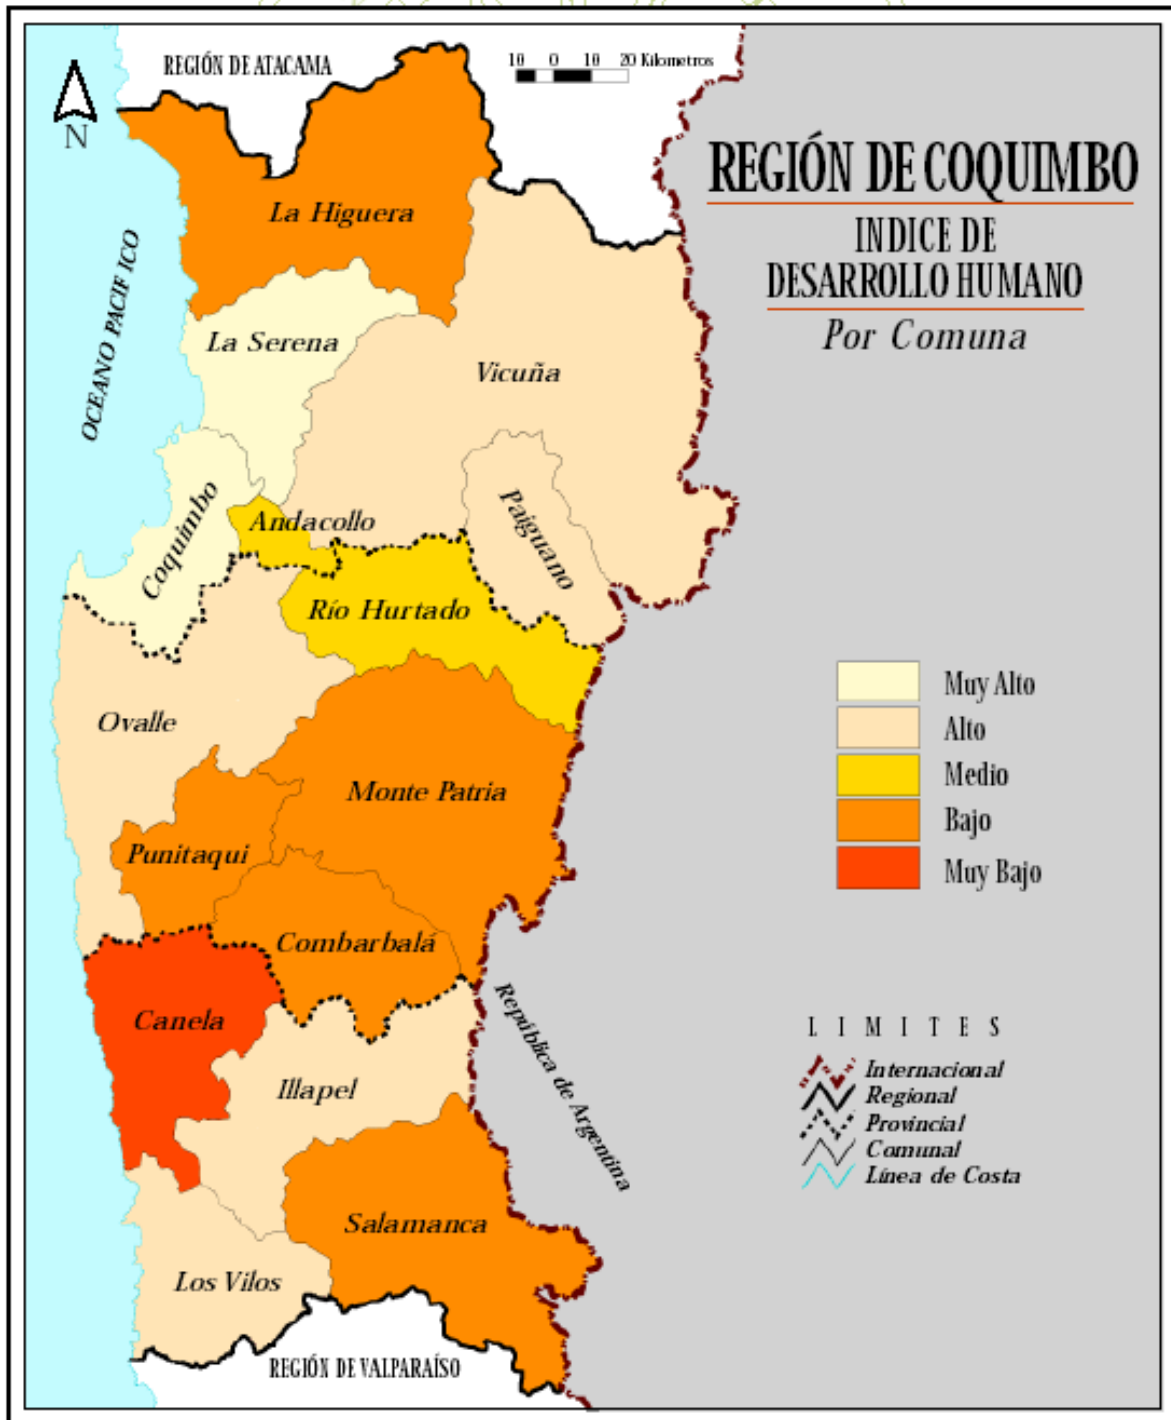 REGIÓN DE ATACAMA
10 0 10 20 Kilometros
N
REGIÓN DE COQUIMBO
INDICE DE
DESARROLLO HUMANO
Por Comuna
OCEANO PACIFICO
La Higuera
La Serena
Vicuña
Coquimbo
Andacollo
Paiguano
Río Hurtado
Ovalle
Monte Patria
Punitaqui
Combarbalá
Canela
Illapel
Salamanca
Los Vilos
República de Argentina
REGIÓN DE VALPARAÍSO
Muy Alto
Alto
Medio
Bajo
Muy Bajo
LIMITES
Internacional
Regional
Provincial
Comunal
Línea de Costa